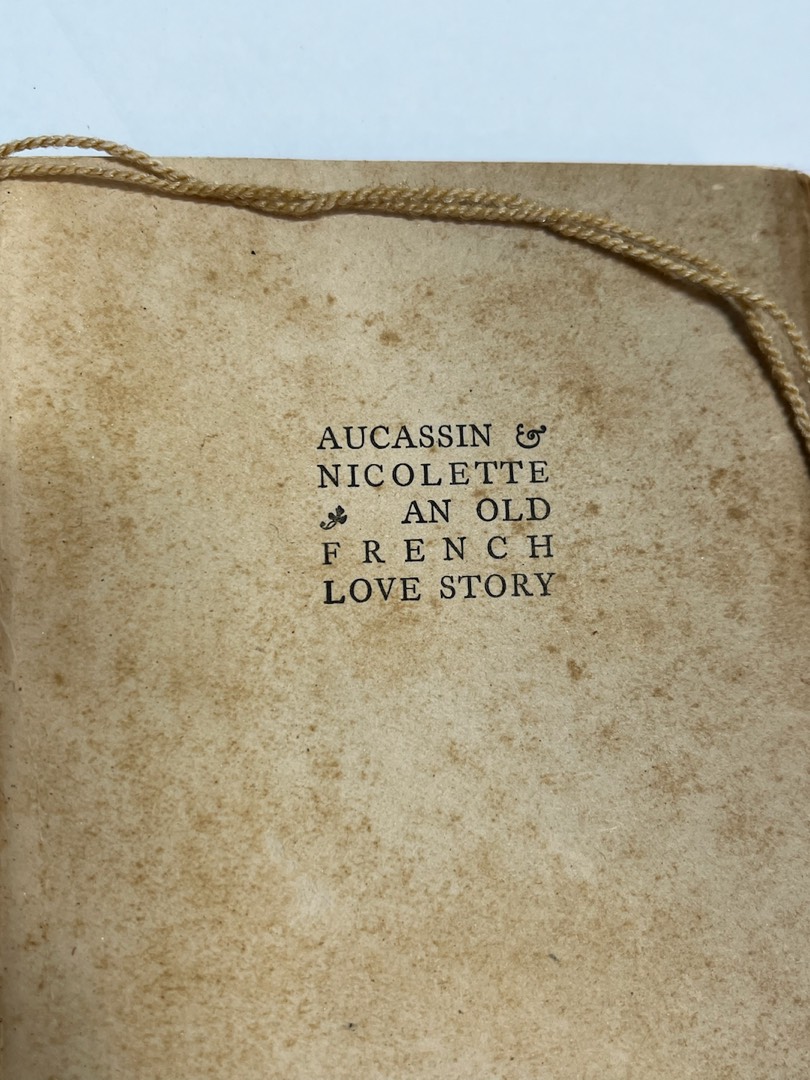 AUCASSIN &
NICOLETTE
☘ AN OLD
FRENCH
LOVE STORY